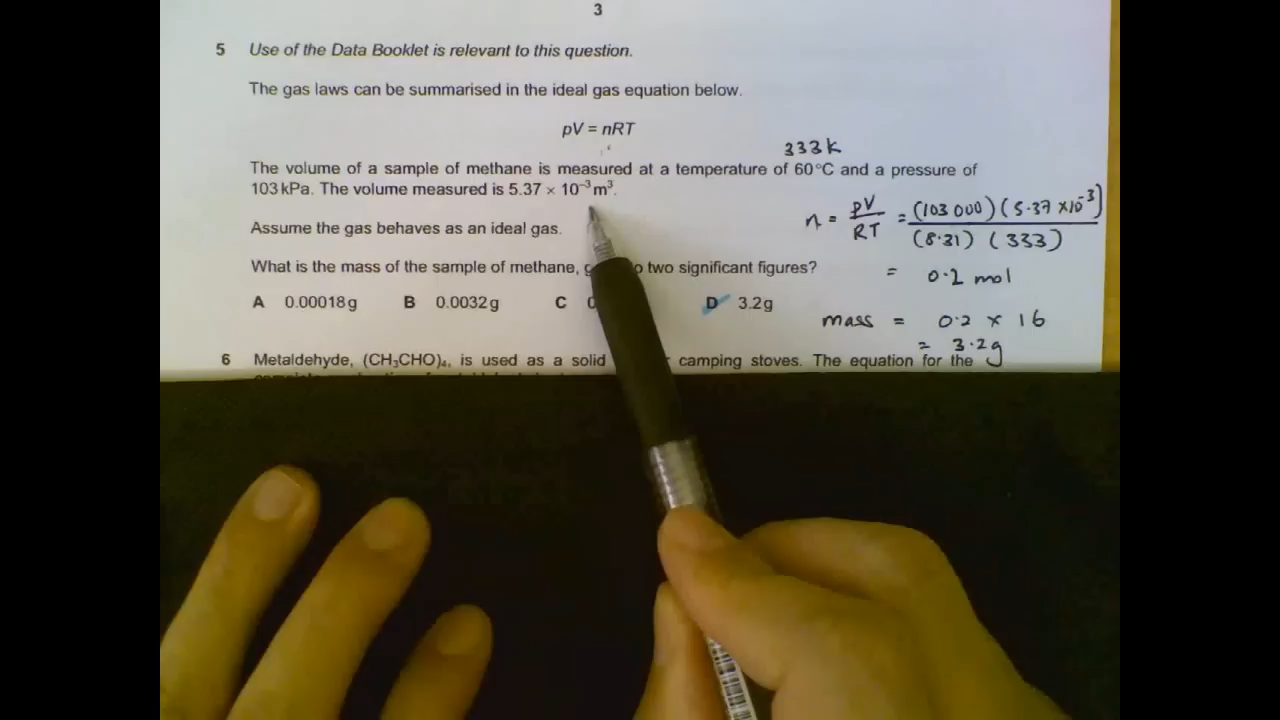 3
5 Use of the Data Booklet is relevant to this question.
The gas laws can be summarised in the ideal gas equation below.
pV = nRT
333K
The volume of a sample of methane is measured at a temperature of 60°C and a pressure of
103 kPa. The volume measured is 5.37 × 10⁻³ m³.
n = pV/RT = (103 000)(5.37 × 10⁻³)/(8.31)(333)
Assume the gas behaves as an ideal gas.
What is the mass of the sample of methane, to two significant figures?
= 0.2 mol
A 0.00018 g B 0.0032 g C D 3.2 g
mass = 0.2 × 16
= 3.2g
6 Metaldehyde, (CH₃CHO)₄, is used as a solid camping stoves. The equation for the